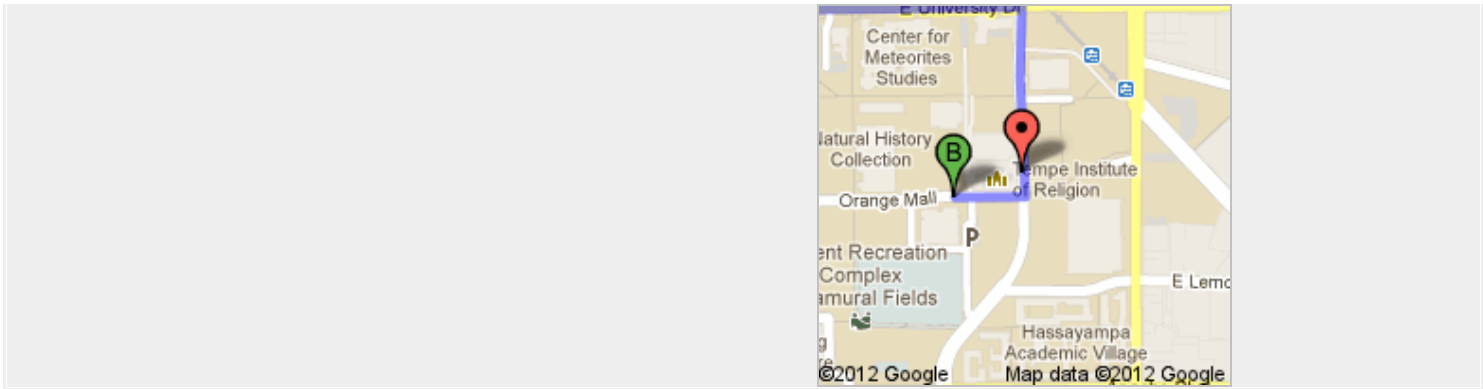 E University Dr
Center for
Meteorites
Studies
Natural History
Collection
B
Tempe Institute
of Religion
Orange Mall
P
ent Recreation
Complex
amural Fields
E Lemo
Hassayampa
Academic Village
©2012 Google
Map data ©2012 Google